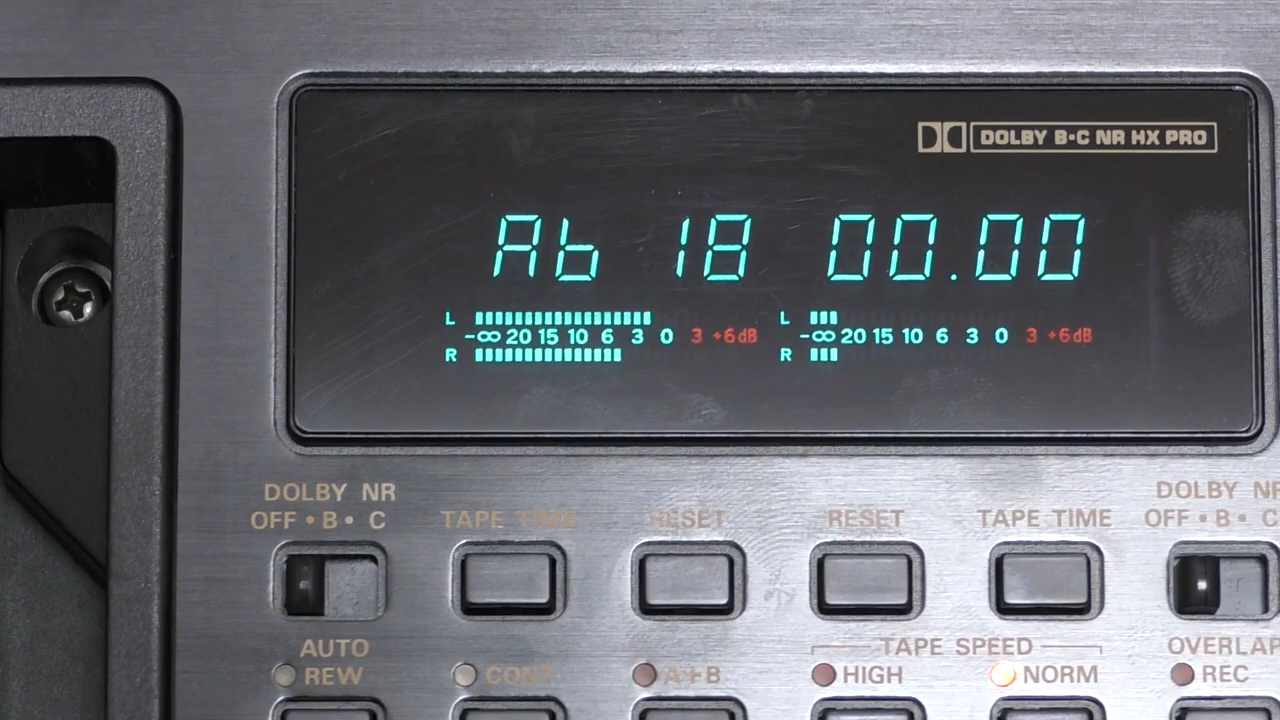 DOLBY B•C NR HX PRO
Ab 18 00.00
L L
-∞ 20 15 10 6 3 0 3 +6dB -∞ 20 15 10 6 3 0 3 +6dB
R R
DOLBY NR DOLBY NR
OFF • B • C TAPE TIME RESET RESET TAPE TIME OFF • B • C
AUTO TAPE SPEED OVERLAP
REW CONT A+B HIGH NORM REC